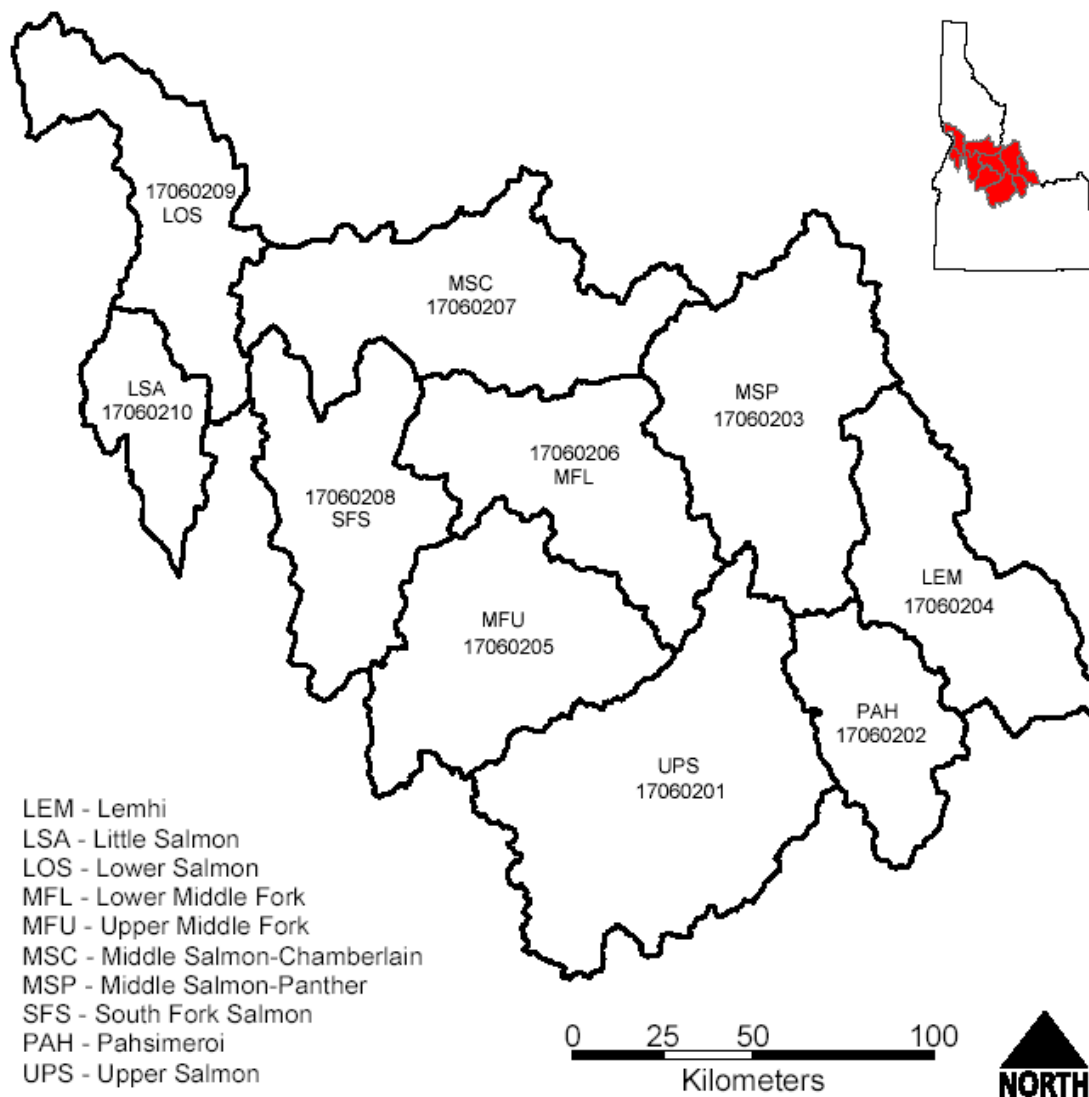 17060209
LOS
MSC
17060207
LSA
17060210
MSP
17060203
17060206
MFL
17060208
SFS
LEM
17060204
MFU
17060205
PAH
17060202
UPS
17060201
LEM - Lemhi
LSA - Little Salmon
LOS - Lower Salmon
MFL - Lower Middle Fork
MFU - Upper Middle Fork
MSC - Middle Salmon-Chamberlain
MSP - Middle Salmon-Panther
SFS - South Fork Salmon
PAH - Pahsimeroi
UPS - Upper Salmon
0 25 50 100
Kilometers
NORTH